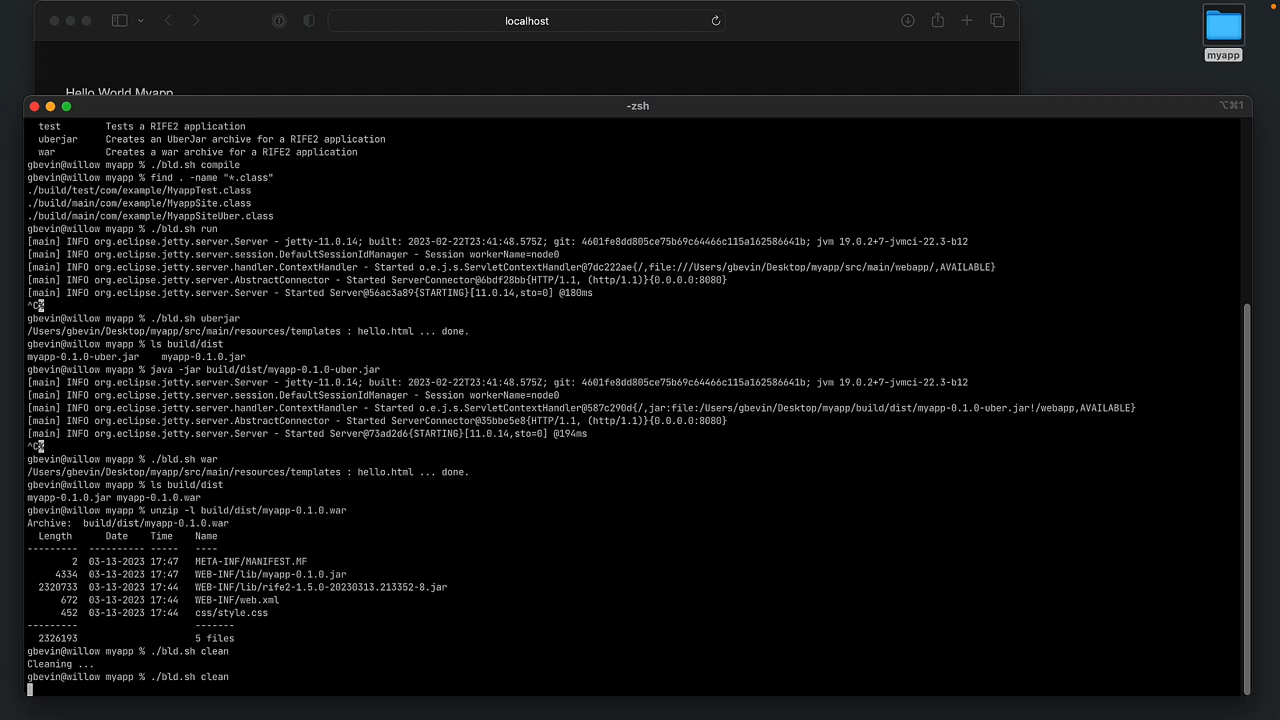 localhost
myapp
Hello World Myapp
-zsh
⌥⌘1
test Tests a RIFE2 application
uberjar Creates an UberJar archive for a RIFE2 application
war Creates a war archive for a RIFE2 application
gbevin@willow myapp % ./bld.sh compile
gbevin@willow myapp % find . -name "*.class"
./build/test/com/example/MyappTest.class
./build/main/com/example/MyappSite.class
./build/main/com/example/MyappSiteUber.class
gbevin@willow myapp % ./bld.sh run
[main] INFO org.eclipse.jetty.server.Server - jetty-11.0.14; built: 2023-02-22T23:41:48.575Z; git: 4601fe8dd805ce75b69c64466c115a162586641b; jvm 19.0.2+7-jvmci-22.3-b12
[main] INFO org.eclipse.jetty.server.session.DefaultSessionIdManager - Session workerName=node0
[main] INFO org.eclipse.jetty.server.handler.ContextHandler - Started o.e.j.s.ServletContextHandler@7dc222ae{/,file:///Users/gbevin/Desktop/myapp/src/main/webapp/,AVAILABLE}
[main] INFO org.eclipse.jetty.server.AbstractConnector - Started ServerConnector@6bdf28bb{HTTP/1.1, (http/1.1)}{0.0.0.0:8080}
[main] INFO org.eclipse.jetty.server.Server - Started Server@56ac3a89{STARTING}[11.0.14,sto=0] @180ms
^C%
gbevin@willow myapp % ./bld.sh uberjar
/Users/gbevin/Desktop/myapp/src/main/resources/templates : hello.html ... done.
gbevin@willow myapp % ls build/dist
myapp-0.1.0-uber.jar myapp-0.1.0.jar
gbevin@willow myapp % java -jar build/dist/myapp-0.1.0-uber.jar
[main] INFO org.eclipse.jetty.server.Server - jetty-11.0.14; built: 2023-02-22T23:41:48.575Z; git: 4601fe8dd805ce75b69c64466c115a162586641b; jvm 19.0.2+7-jvmci-22.3-b12
[main] INFO org.eclipse.jetty.server.session.DefaultSessionIdManager - Session workerName=node0
[main] INFO org.eclipse.jetty.server.handler.ContextHandler - Started o.e.j.s.ServletContextHandler@587c290d{/,jar:file:/Users/gbevin/Desktop/myapp/build/dist/myapp-0.1.0-uber.jar!/webapp,AVAILABLE}
[main] INFO org.eclipse.jetty.server.AbstractConnector - Started ServerConnector@35bbe5e8{HTTP/1.1, (http/1.1)}{0.0.0.0:8080}
[main] INFO org.eclipse.jetty.server.Server - Started Server@73ad2d6{STARTING}[11.0.14,sto=0] @194ms
^C%
gbevin@willow myapp % ./bld.sh war
/Users/gbevin/Desktop/myapp/src/main/resources/templates : hello.html ... done.
gbevin@willow myapp % ls build/dist
myapp-0.1.0.jar myapp-0.1.0.war
gbevin@willow myapp % unzip -l build/dist/myapp-0.1.0.war
Archive: build/dist/myapp-0.1.0.war
Length Date Time Name
--------- ---------- ----- ----
2 03-13-2023 17:47 META-INF/MANIFEST.MF
4334 03-13-2023 17:47 WEB-INF/lib/myapp-0.1.0.jar
2320733 03-13-2023 17:44 WEB-INF/lib/rife2-1.5.0-20230313.213352-8.jar
672 03-13-2023 17:44 WEB-INF/web.xml
452 03-13-2023 17:44 css/style.css
--------- -------
2326193 5 files
gbevin@willow myapp % ./bld.sh clean
Cleaning ...
gbevin@willow myapp % ./bld.sh clean